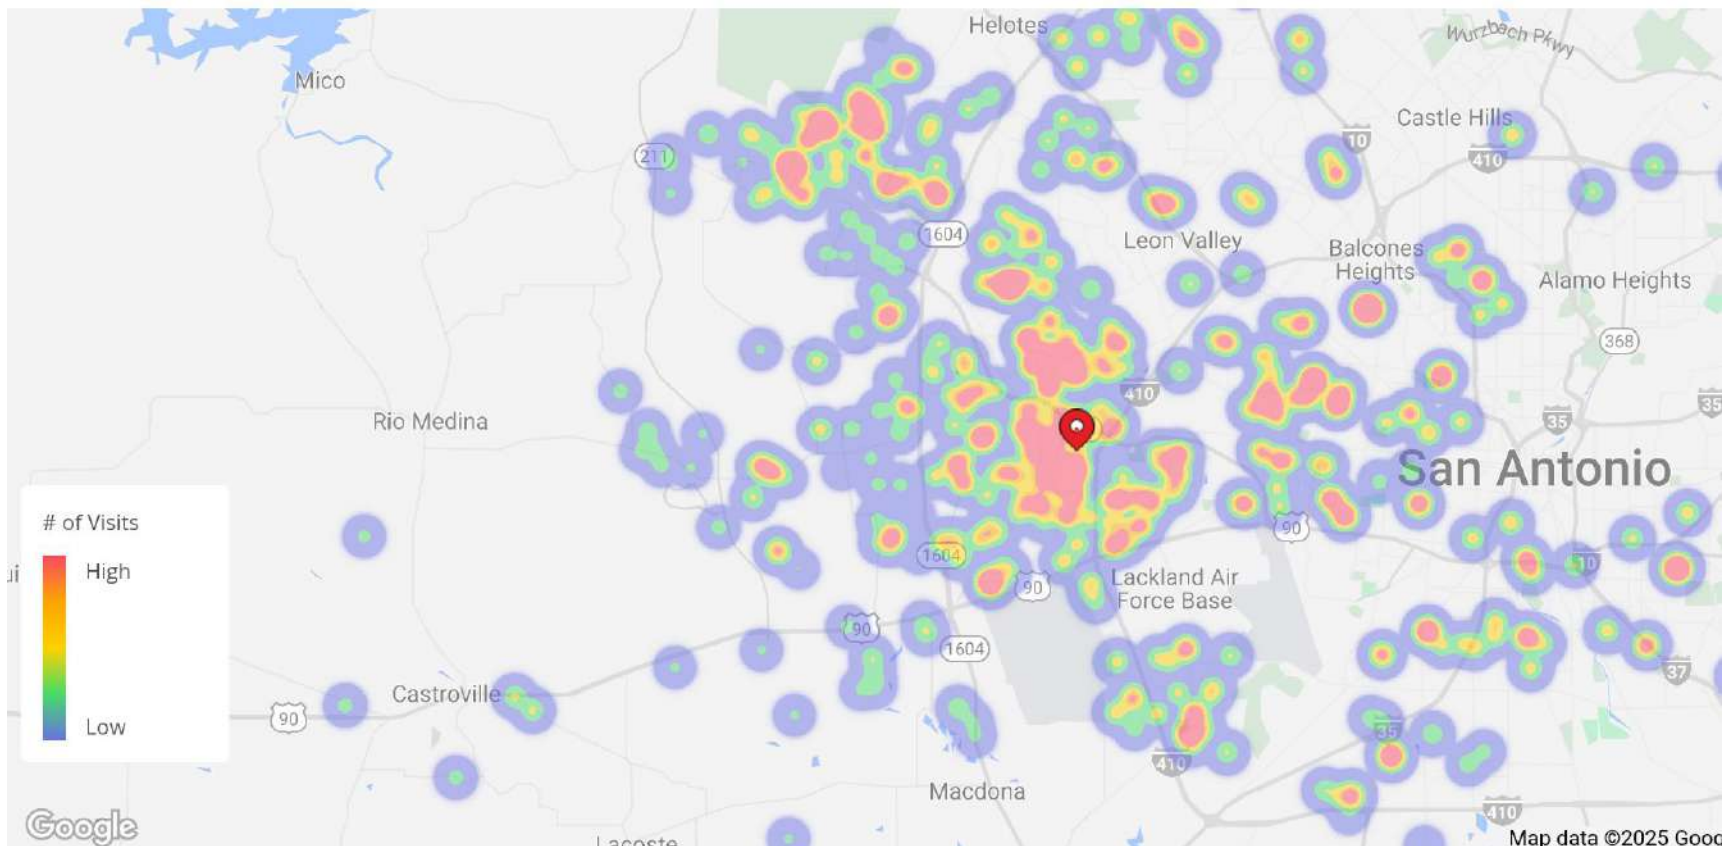 Helotes
Wurzbach Pkwy
Mico
Castle Hills
10
410
211
1604
Leon Valley
Balcones
Heights
Alamo Heights
368
410
35
35
Rio Medina
San Antonio
# of Visits
High
Low
90
1604
10
90
Lackland Air
Force Base
90
1604
37
Castroville
90
35
410
Macdona
410
Google
Lacoste
Map data ©2025 Goog